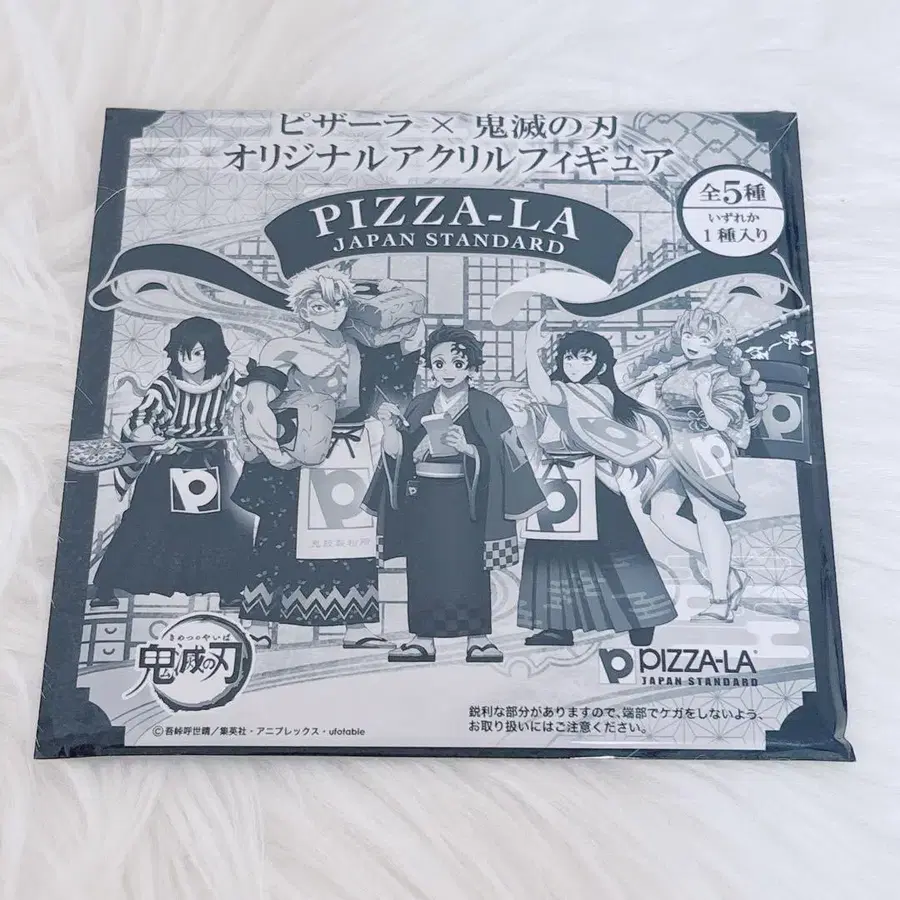 ピザーラ × 鬼滅の刃
オリジナルアクリルフィギュア
全5種
いずれか
1種入り
PIZZA-LA
JAPAN STANDARD
きめつのやいば
鬼滅の刃
PIZZA-LA
JAPAN STANDARD
鋭利な部分がありますので、端部でケガをしないよう、
お取り扱いにはご注意ください。
©吾峠呼世晴／集英社・アニプレックス・ufotable